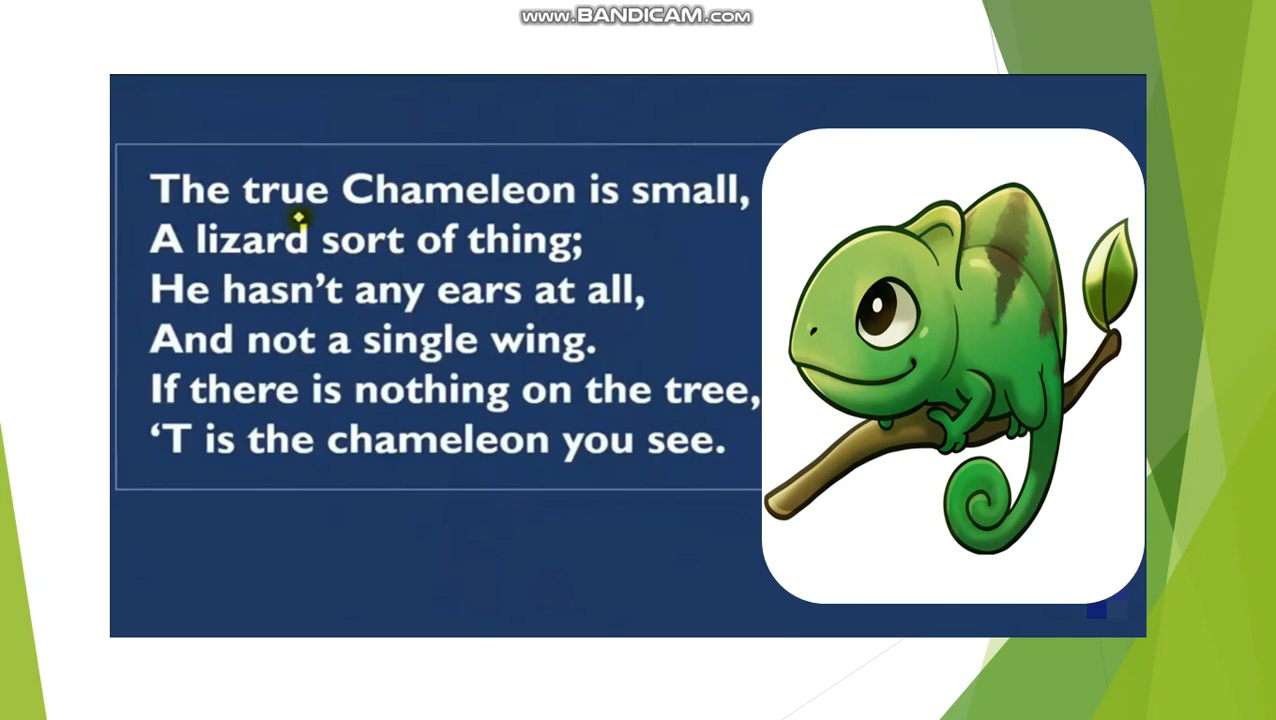 www.BANDICAM.com
The true Chameleon is small,
A lizard sort of thing;
He hasn't any ears at all,
And not a single wing.
If there is nothing on the tree,
‘T is the chameleon you see.